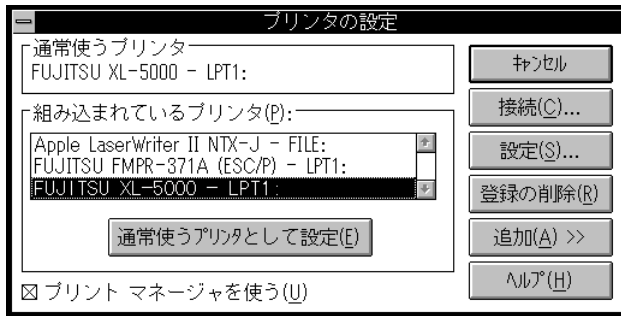 プリンタの設定
通常使うプリンタ
FUJITSU XL-5000 - LPT1:
組み込まれているプリンタ(P):
Apple LaserWriter II NTX-J - FILE:
FUJITSU FMPR-371A (ESC/P) - LPT1:
FUJITSU XL-5000 - LPT1:
通常使うﾌﾟﾘﾝﾀとして設定(E)
プリント マネージャを使う(U)
ｷｬﾝｾﾙ
接続(C)...
設定(S)...
登録の削除(R)
追加(A) >>
ﾍﾙﾌﾟ(H)